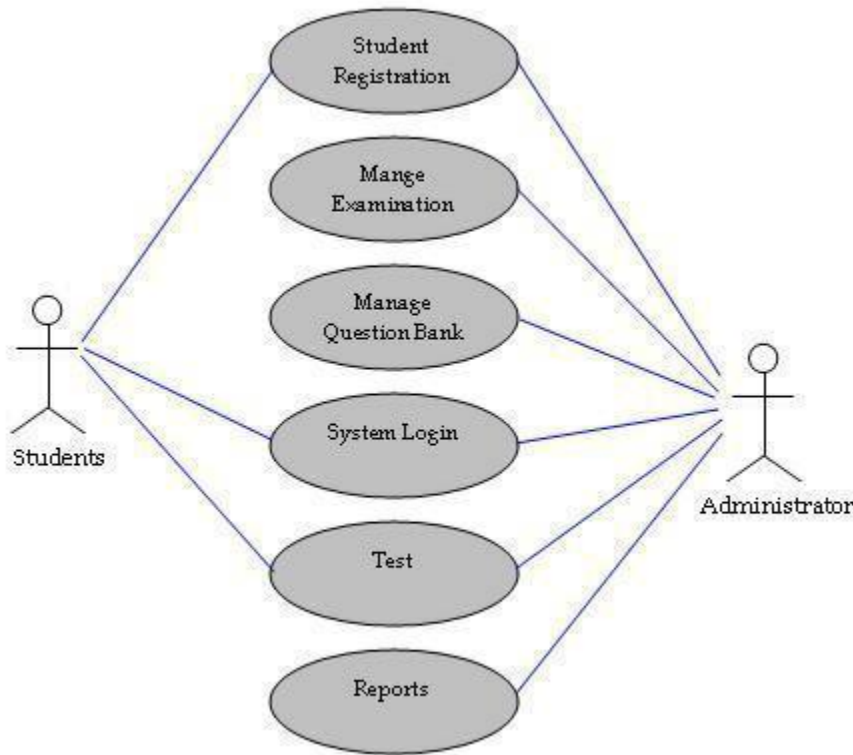 Student
Registration
Mange
Examination
Manage
Question Bank
System Login
Students
Administrator
Test
Reports